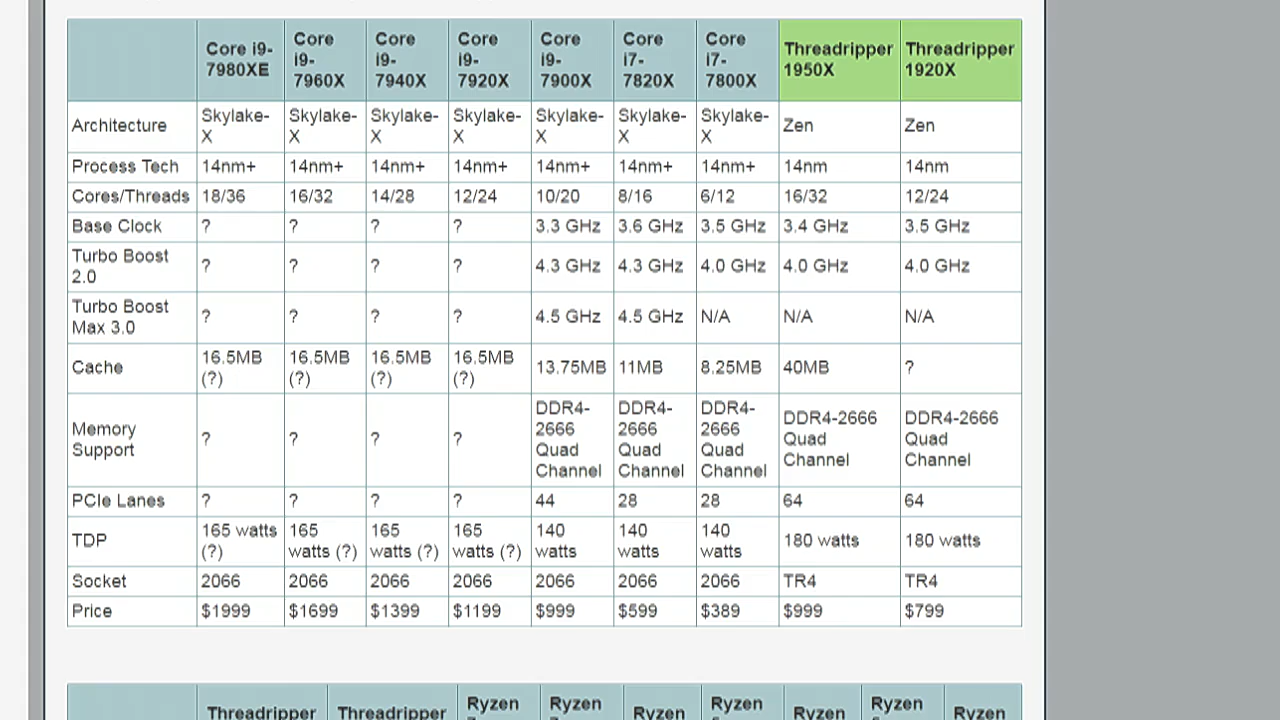 Core i9-7980XE Core i9-7960X Core i9-7940X Core i9-7920X Core i9-7900X Core i7-7820X Core i7-7800X Threadripper 1950X Threadripper 1920X
Architecture Skylake-X Skylake-X Skylake-X Skylake-X Skylake-X Skylake-X Skylake-X Zen Zen
Process Tech 14nm+ 14nm+ 14nm+ 14nm+ 14nm+ 14nm+ 14nm+ 14nm 14nm
Cores/Threads 18/36 16/32 14/28 12/24 10/20 8/16 6/12 16/32 12/24
Base Clock ? ? ? ? 3.3 GHz 3.6 GHz 3.5 GHz 3.4 GHz 3.5 GHz
Turbo Boost 2.0 ? ? ? ? 4.3 GHz 4.3 GHz 4.0 GHz 4.0 GHz 4.0 GHz
Turbo Boost Max 3.0 ? ? ? ? 4.5 GHz 4.5 GHz N/A N/A N/A
Cache 16.5MB (?) 16.5MB (?) 16.5MB (?) 16.5MB (?) 13.75MB 11MB 8.25MB 40MB ?
Memory Support ? ? ? ? DDR4-2666 Quad Channel DDR4-2666 Quad Channel DDR4-2666 Quad Channel DDR4-2666 Quad Channel DDR4-2666 Quad Channel
PCIe Lanes ? ? ? ? 44 28 28 64 64
TDP 165 watts (?) 165 watts (?) 165 watts (?) 165 watts (?) 140 watts 140 watts 140 watts 180 watts 180 watts
Socket 2066 2066 2066 2066 2066 2066 2066 TR4 TR4
Price $1999 $1699 $1399 $1199 $999 $599 $389 $999 $799
Threadripper Threadripper Ryzen Ryzen Ryzen Ryzen Ryzen Ryzen Ryzen